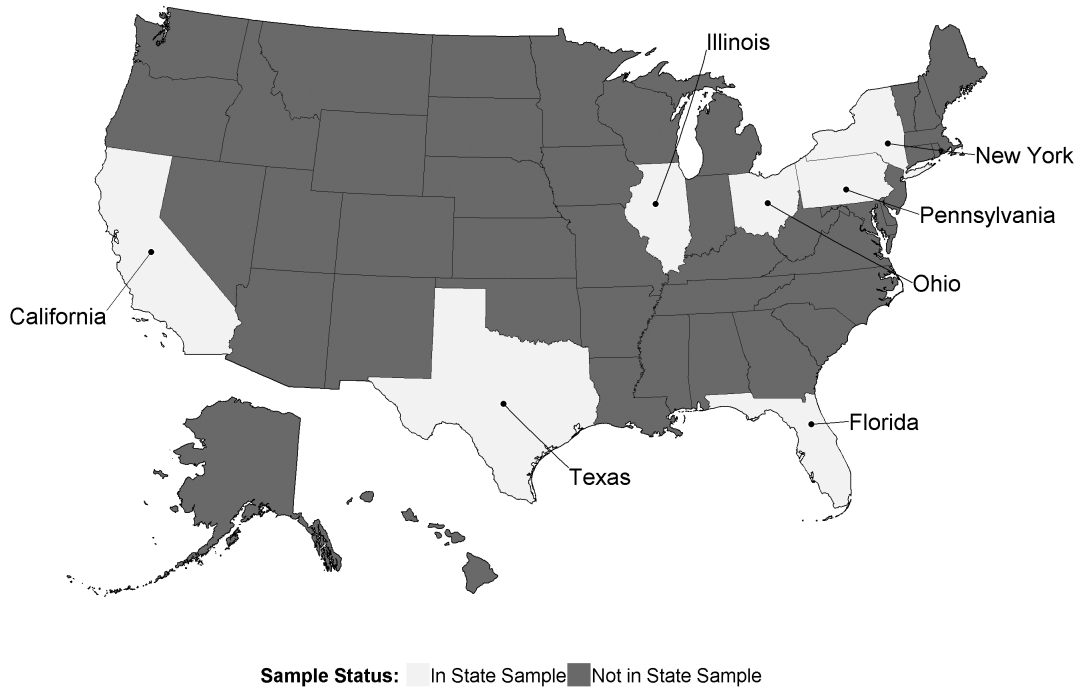 Illinois
New York
Pennsylvania
Ohio
California
Florida
Texas
Sample Status: In State Sample Not in State Sample